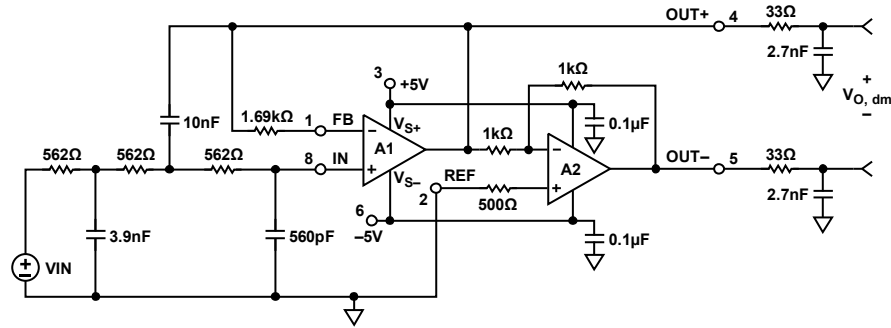 OUT+ 4 33Ω
2.7nF
+
V_O, dm
−
1kΩ
3 +5V
10nF
1.69kΩ
1 FB
− V_S+
A1
1kΩ
0.1µF
562Ω 562Ω 562Ω
8 IN
+ V_S−
−
A2
+
REF
2
500Ω
OUT− 5 33Ω
2.7nF
6
−5V
0.1µF
3.9nF
560pF
+
−
VIN